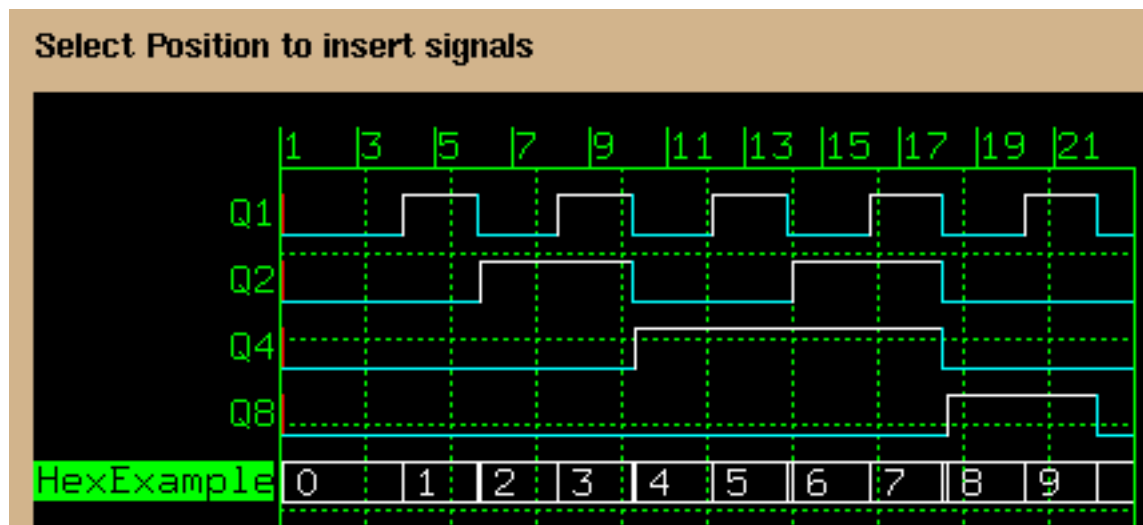 Select Position to insert signals
|1 |3 |5 |7 |9 |11 |13 |15 |17 |19 |21
Q1
Q2
Q4
Q8
HexExample 0 1 2 3 4 5 6 7 8 9